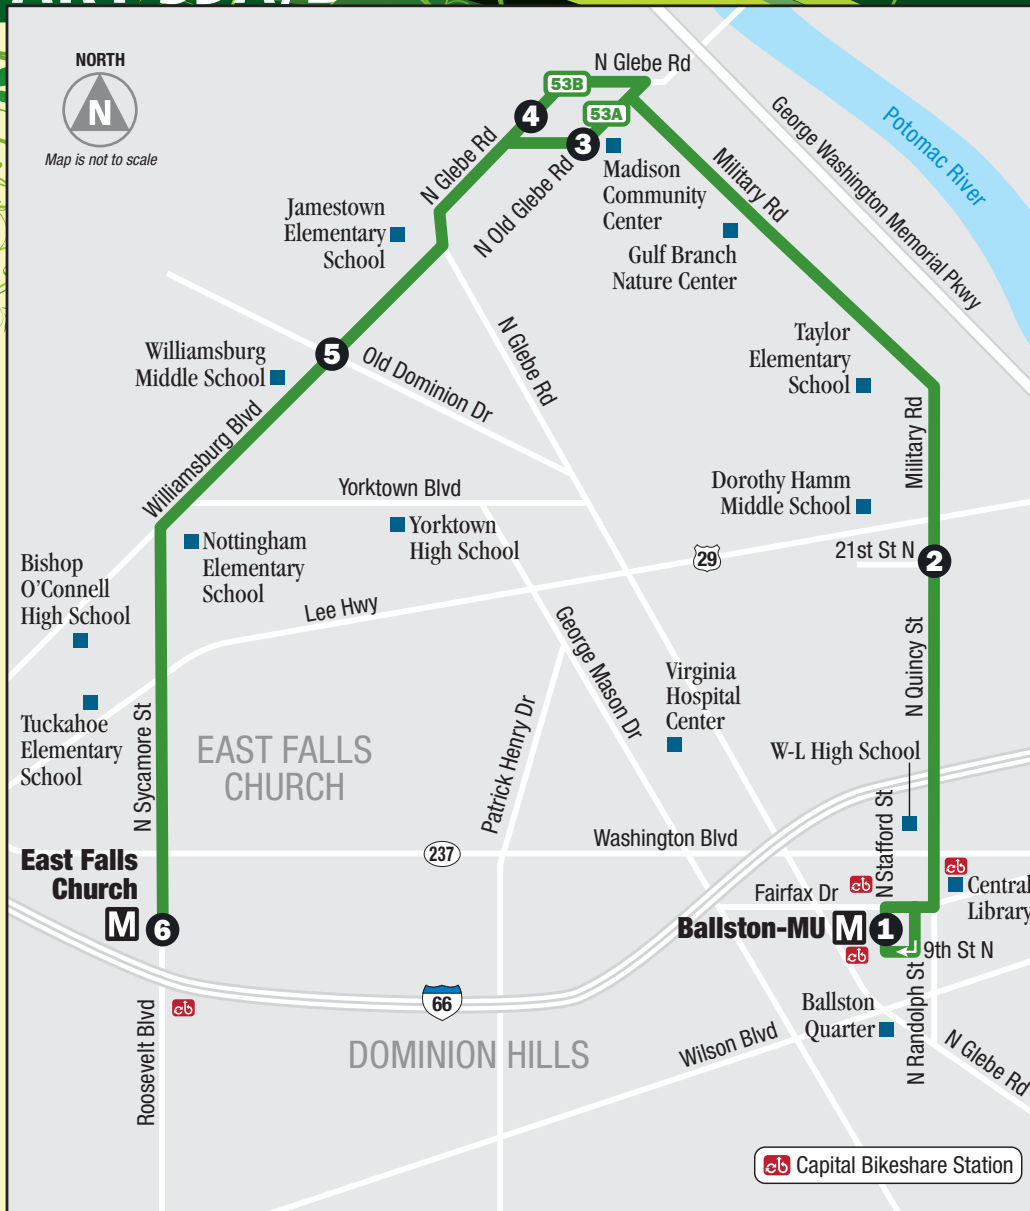 NORTH
N
Map is not to scale
N Glebe Rd
53B
53A
4
3
N Glebe Rd
N Old Glebe Rd
Madison
Community
Center
Military Rd
George Washington Memorial Pkwy
Potomac River
Jamestown
Elementary
School
Gulf Branch
Nature Center
N Glebe Rd
Taylor
Elementary
School
Williamsburg
Middle School
5
Old Dominion Dr
Williamsburg Blvd
Military Rd
Yorktown Blvd
Dorothy Hamm
Middle School
Yorktown
High School
Nottingham
Elementary
School
21st St N
2
29
Bishop
O'Connell
High School
Lee Hwy
George Mason Dr
N Quincy St
Virginia
Hospital
Center
Tuckahoe
Elementary
School
N Sycamore St
EAST FALLS
CHURCH
Patrick Henry Dr
W-L High School
N Stafford St
237
Washington Blvd
East Falls
Church
M
6
Fairfax Dr
cb
cb
Central
Library
Ballston-MU
M
1
cb
9th St N
66
cb
Roosevelt Blvd
Ballston
Quarter
N Randolph St
N Glebe Rd
Wilson Blvd
DOMINION HILLS
cb Capital Bikeshare Station